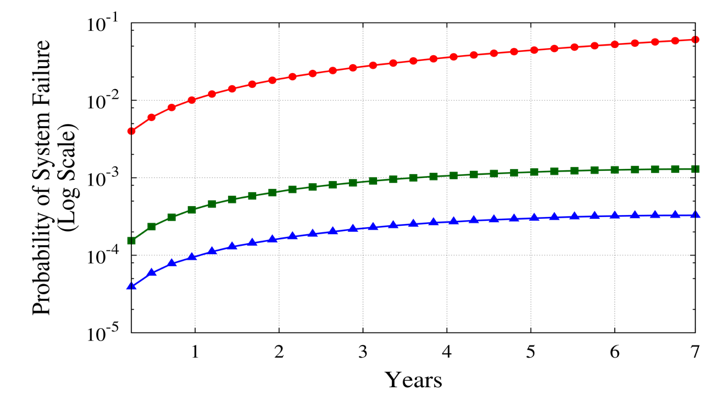 10^-1
10^-2
10^-3
10^-4
10^-5
Probability of System Failure
(Log Scale)
1 2 3 4 5 6 7
Years